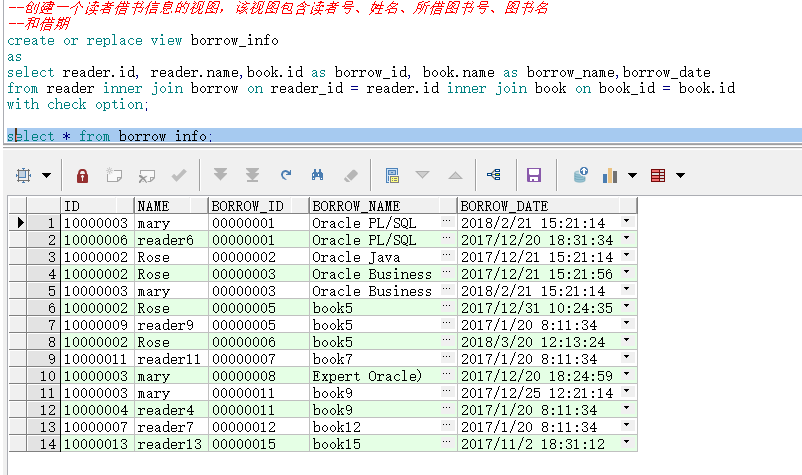 --创建一个读者借书信息的视图，该视图包含读者号、姓名、所借图书号、图书名
--和借期
create or replace view borrow_info
as
select reader.id, reader.name,book.id as borrow_id, book.name as borrow_name,borrow_date
from reader inner join borrow on reader_id = reader.id inner join book on book_id = book.id
with check option;
select * from borrow_info;
ID NAME BORROW_ID BORROW_NAME BORROW_DATE
1 10000003 mary 00000001 Oracle PL/SQL ... 2018/2/21 15:21:14
2 10000006 reader6 00000001 Oracle PL/SQL ... 2017/12/20 18:31:34
3 10000002 Rose 00000002 Oracle Java ... 2017/12/21 15:21:14
4 10000002 Rose 00000003 Oracle Business ... 2017/12/21 15:21:56
5 10000003 mary 00000003 Oracle Business ... 2018/2/21 15:21:14
6 10000002 Rose 00000005 book5 ... 2017/12/31 10:24:35
7 10000009 reader9 00000005 book5 ... 2017/1/20 8:11:34
8 10000002 Rose 00000006 book5 ... 2018/3/20 12:13:24
9 10000011 reader11 00000007 book7 ... 2017/1/20 8:11:34
10 10000003 mary 00000008 Expert Oracle) ... 2017/12/20 18:24:59
11 10000003 mary 00000011 book9 ... 2017/12/25 12:21:14
12 10000004 reader4 00000011 book9 ... 2017/1/20 8:11:34
13 10000007 reader7 00000012 book12 ... 2017/1/20 8:11:34
14 10000013 reader13 00000015 book15 ... 2017/11/2 18:31:12